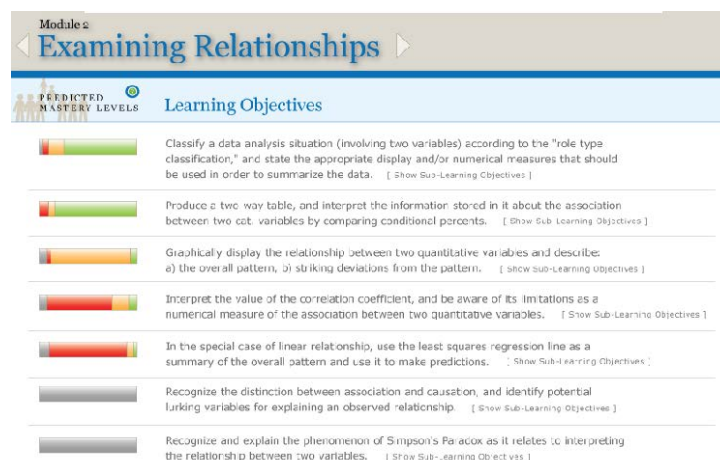 Module 2
Examining Relationships
PREDICTED
MASTERY LEVELS
Learning Objectives
Classify a data analysis situation (involving two variables) according to the "role type
classification," and state the appropriate display and/or numerical measures that should
be used in order to summarize the data. [ Show Sub-Learning Objectives ]
Produce a two-way table, and interpret the information stored in it about the association
between two cat. variables by comparing conditional percents. [ Show Sub-Learning Objectives ]
Graphically display the relationship between two quantitative variables and describe:
a) the overall pattern, b) striking deviations from the pattern. [ Show Sub-Learning Objectives ]
Interpret the value of the correlation coefficient, and be aware of its limitations as a
numerical measure of the association between two quantitative variables. [ Show Sub-Learning Objectives ]
In the special case of linear relationship, use the least squares regression line as a
summary of the overall pattern and use it to make predictions. [ Show Sub-Learning Objectives ]
Recognize the distinction between association and causation, and identify potential
lurking variables for explaining an observed relationship. [ Show Sub-Learning Objectives ]
Recognize and explain the phenomenon of Simpson's Paradox as it relates to interpreting
the relationship between two variables. [ Show Sub-Learning Objectives ]